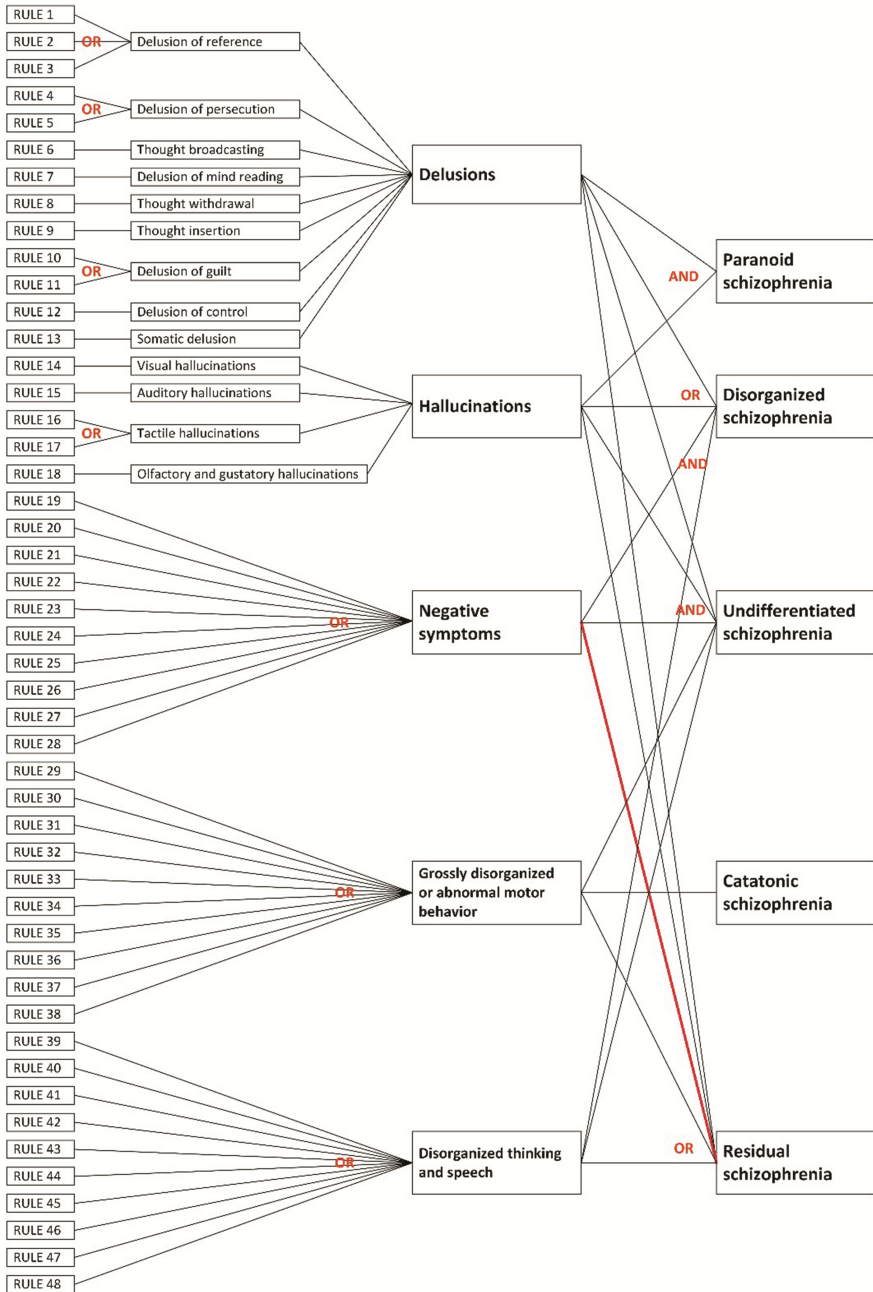 RULE 1
RULE 2
OR
Delusion of reference
RULE 3
RULE 4
OR
Delusion of persecution
RULE 5
RULE 6
Thought broadcasting
RULE 7
Delusion of mind reading
RULE 8
Thought withdrawal
RULE 9
Thought insertion
RULE 10
OR
Delusion of guilt
RULE 11
RULE 12
Delusion of control
RULE 13
Somatic delusion
RULE 14
Visual hallucinations
RULE 15
Auditory hallucinations
RULE 16
OR
Tactile hallucinations
RULE 17
RULE 18
Olfactory and gustatory hallucinations
RULE 19
RULE 20
RULE 21
RULE 22
RULE 23
OR
RULE 24
RULE 25
RULE 26
RULE 27
RULE 28
RULE 29
RULE 30
RULE 31
RULE 32
RULE 33
OR
RULE 34
RULE 35
RULE 36
RULE 37
RULE 38
RULE 39
RULE 40
RULE 41
RULE 42
RULE 43
OR
RULE 44
RULE 45
RULE 46
RULE 47
RULE 48
Delusions
Hallucinations
Negative
symptoms
Grossly disorganized
or abnormal motor
behavior
Disorganized thinking
and speech
AND
Paranoid
schizophrenia
OR
AND
Disorganized
schizophrenia
AND
Undifferentiated
schizophrenia
Catatonic
schizophrenia
OR
Residual
schizophrenia